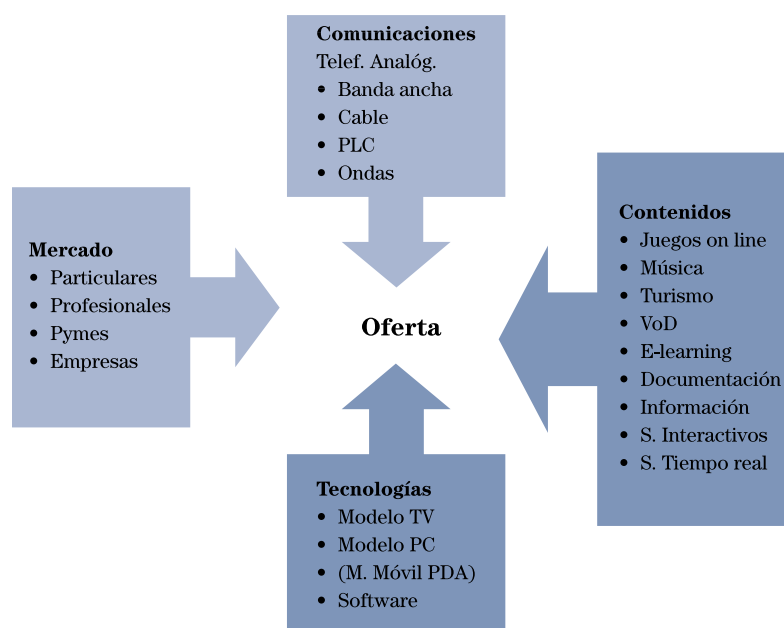 Comunicaciones
Telef. Analóg.
• Banda ancha
• Cable
• PLC
• Ondas
Mercado
• Particulares
• Profesionales
• Pymes
• Empresas
Oferta
Contenidos
• Juegos on line
• Música
• Turismo
• VoD
• E-learning
• Documentación
• Información
• S. Interactivos
• S. Tiempo real
Tecnologías
• Modelo TV
• Modelo PC
• (M. Móvil PDA)
• Software